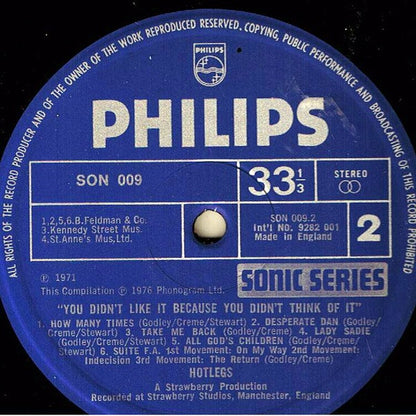 ALL RIGHTS OF THE RECORD PRODUCER AND OF THE OWNER OF THE WORK REPRODUCED RESERVED. COPYING, PUBLIC PERFORMANCE AND BROADCASTING OF THIS RECORD PROHIBITED
PHILIPS
PHILIPS
SON 009
33 1/3
STEREO
1,2,5,6.B.Feldman & Co.
3.Kennedy Street Mus.
4.St.Anne's Mus,Ltd.
SON 009.2
Int'l No. 9282 001
Made in England
2
℗ 1971
This Compilation ℗ 1976 Phonogram Ltd.
SONIC SERIES
"YOU DIDN'T LIKE IT BECAUSE YOU DIDN'T THINK OF IT"
1. HOW MANY TIMES (Godley/Creme/Stewart) 2. DESPERATE DAN (Godley/
Creme/Stewart) 3. TAKE ME BACK (Godley/Creme) 4. LADY SADIE
(Godley/Creme/Stewart) 5. ALL GOD'S CHILDREN (Godley/Creme/Stewart)
6. SUITE F.A. 1st Movement: On My Way 2nd Movement:
Indecision 3rd Movement: The Return (Godley/Creme)
HOTLEGS
A Strawberry Production
Recorded at Strawberry Studios, Manchester, England